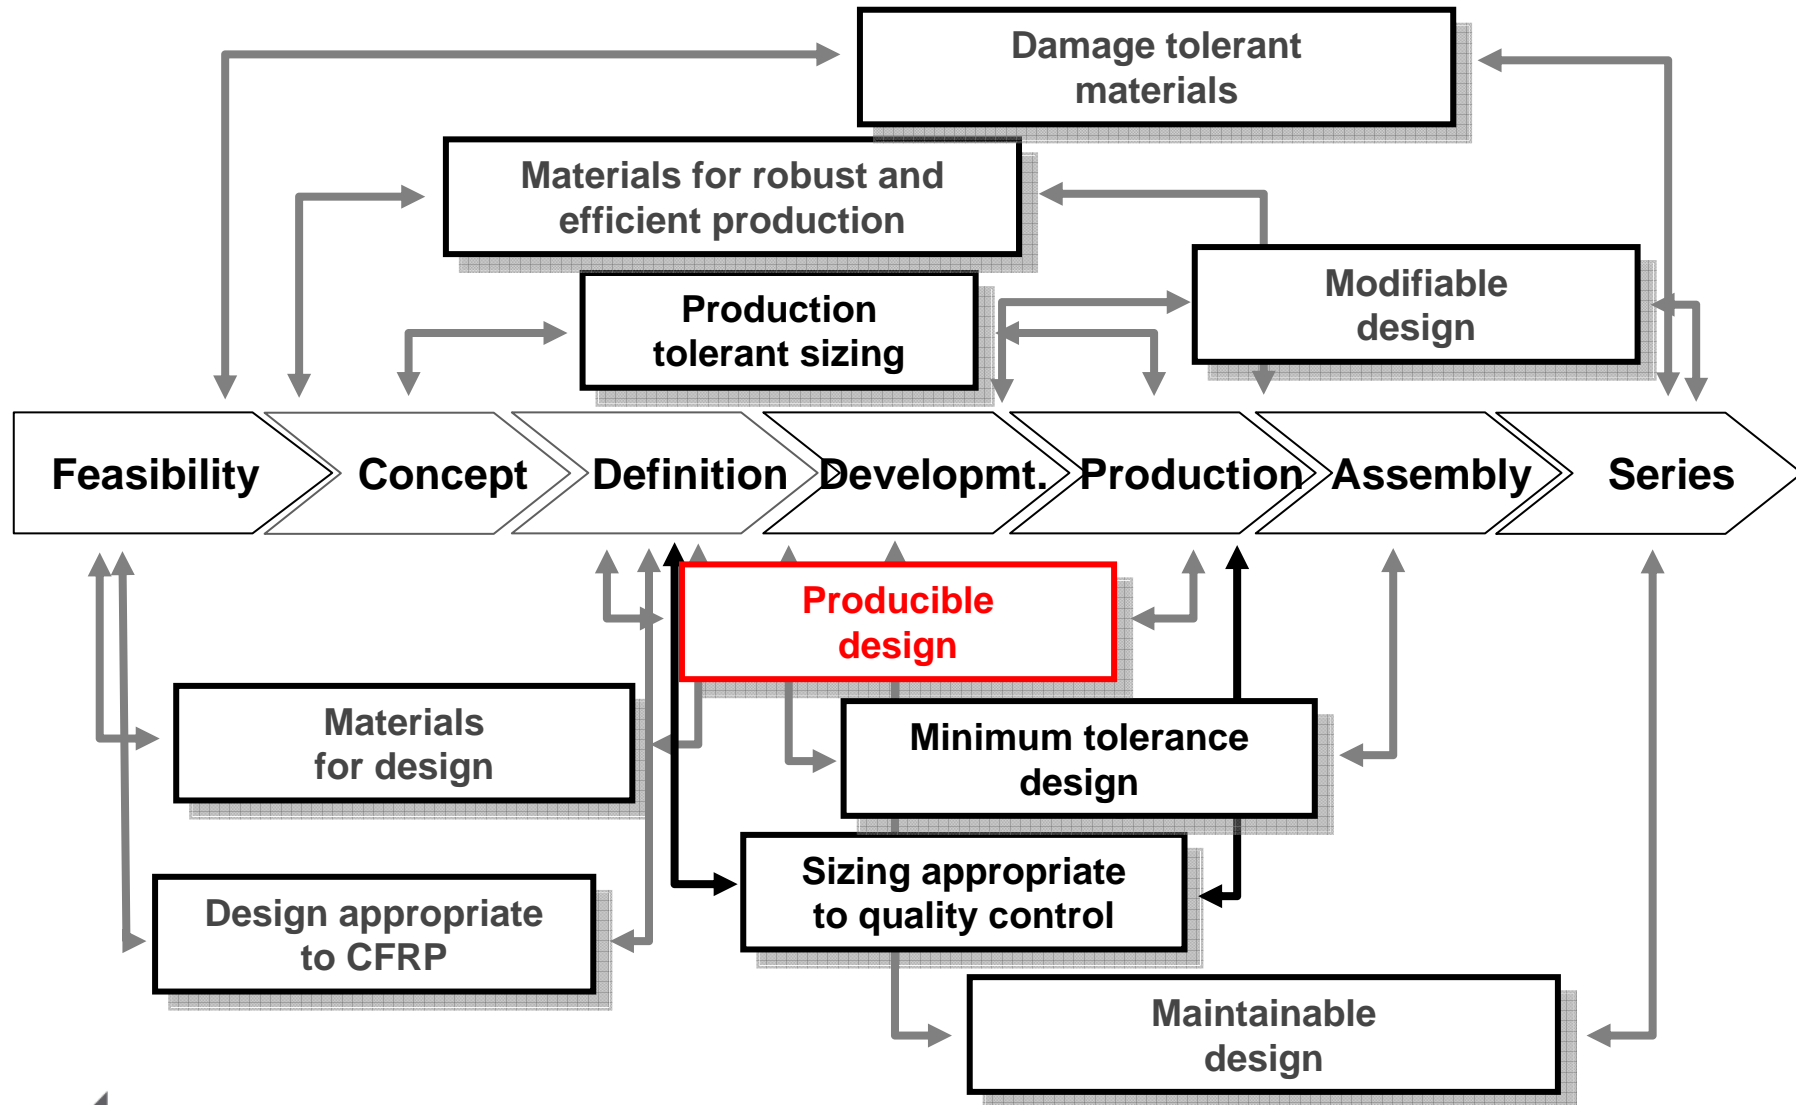 Damage tolerant
materials
Materials for robust and
efficient production
Modifiable
design
Production
tolerant sizing
Feasibility
Concept
Definition
Developmt.
Production
Assembly
Series
Producible
design
Materials
for design
Minimum tolerance
design
Sizing appropriate
to quality control
Design appropriate
to CFRP
Maintainable
design